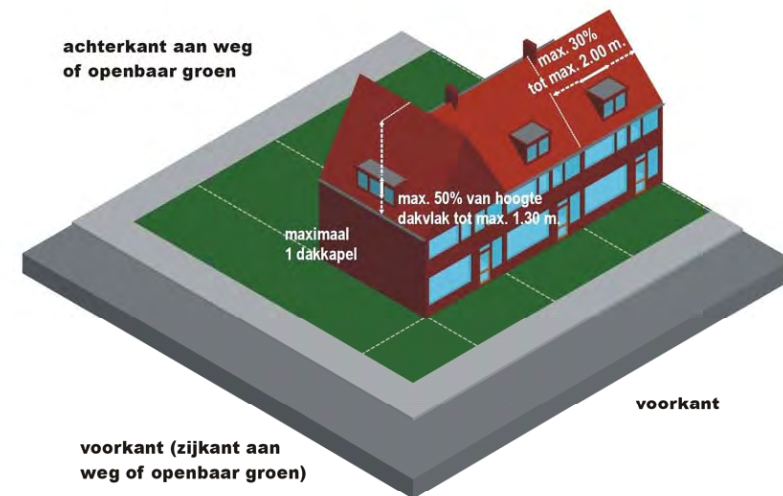 achterkant aan weg
of openbaar groen
max. 30%
tot max. 2.00 m.
max. 50% van hoogte
dakvlak tot max. 1.30 m.
maximaal
1 dakkapel
voorkant
voorkant (zijkant aan
weg of openbaar groen)